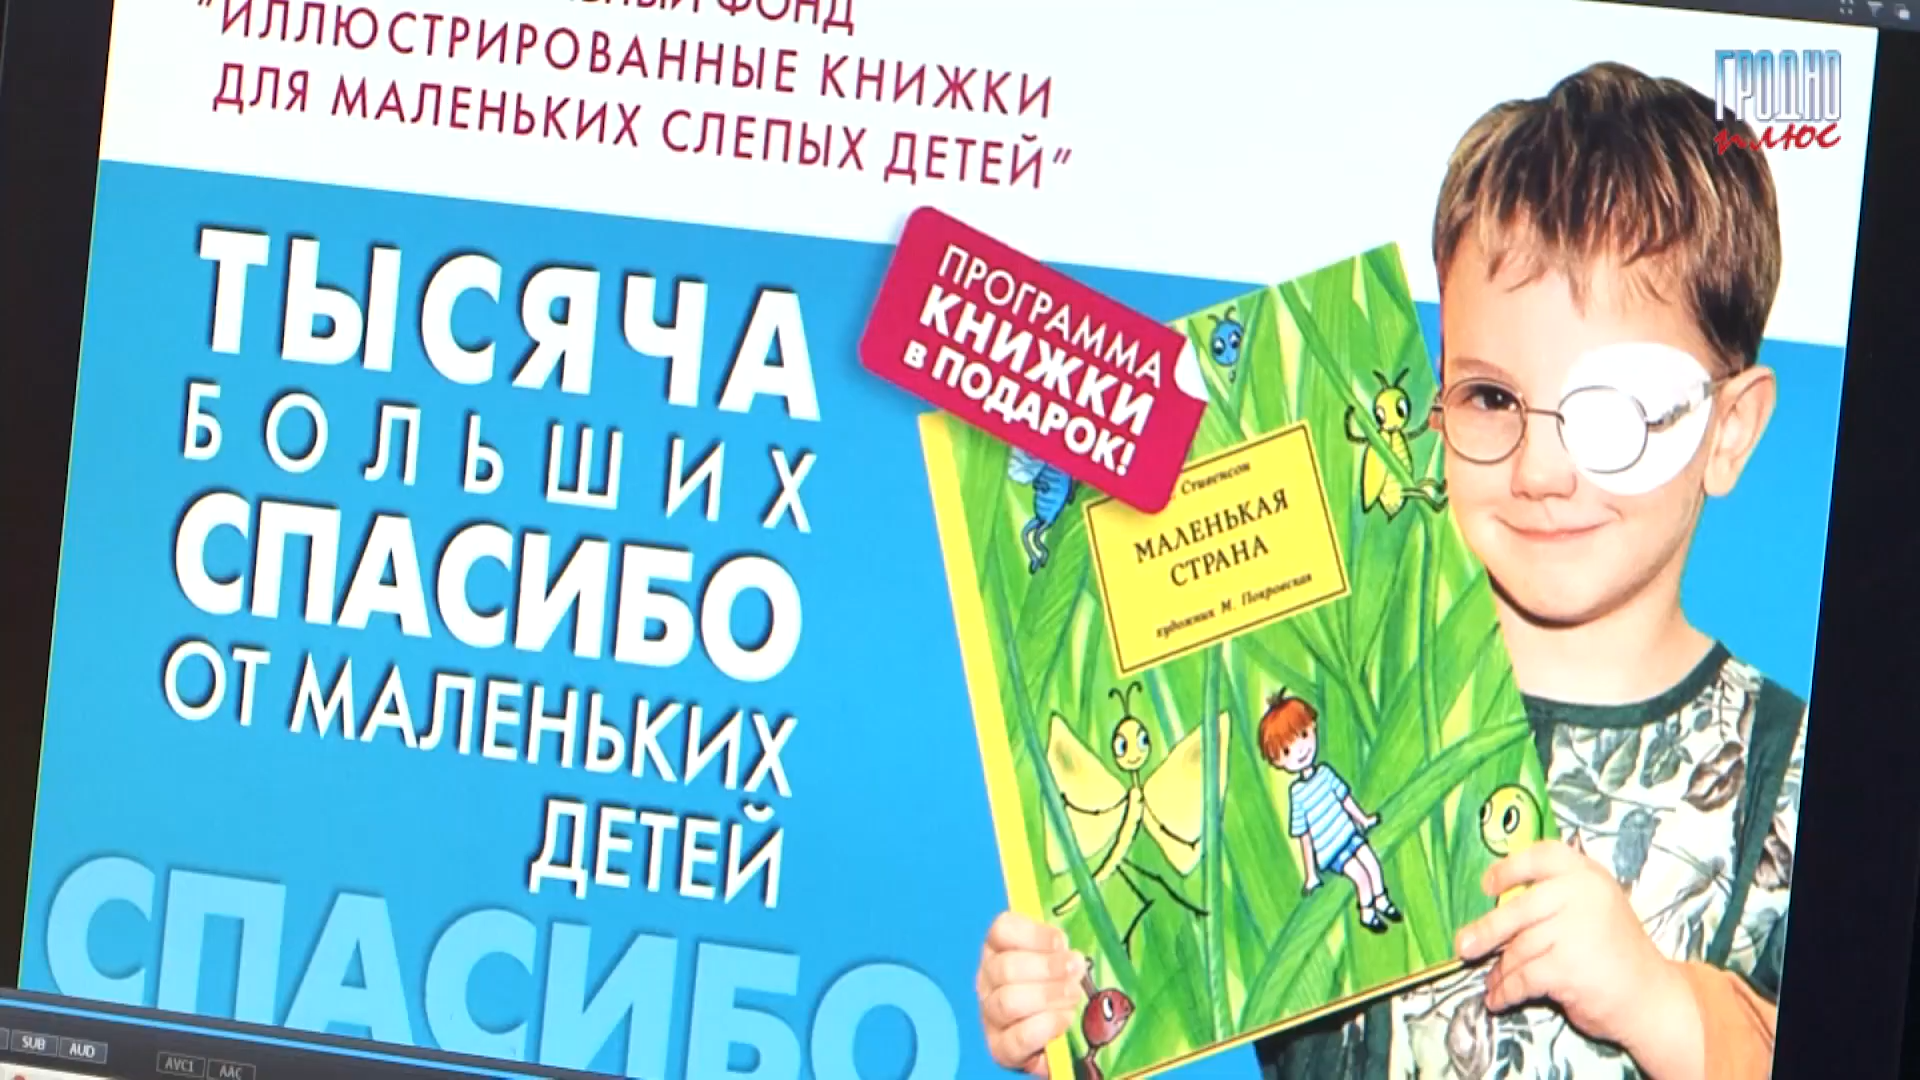 ФОНД
"ИЛЛЮСТРИРОВАННЫЕ КНИЖКИ
ДЛЯ МАЛЕНЬКИХ СЛЕПЫХ ДЕТЕЙ"
ГРОДНО
плюс
ТЫСЯЧА
БОЛЬШИХ
СПАСИБО
ОТ МАЛЕНЬКИХ
ДЕТЕЙ
СПАСИБО
ПРОГРАММА
КНИЖКИ
в ПОДАРОК!
Стивенсон
МАЛЕНЬКАЯ
СТРАНА
художник М. Покровская
SUB AUD
AVC1 AAC